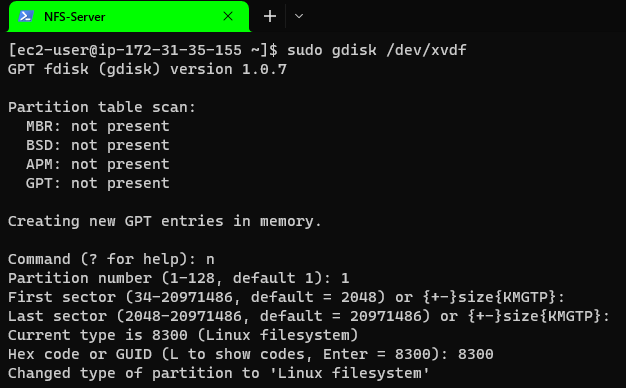 NFS-Server
[ec2-user@ip-172-31-35-155 ~]$ sudo gdisk /dev/xvdf
GPT fdisk (gdisk) version 1.0.7
Partition table scan:
  MBR: not present
  BSD: not present
  APM: not present
  GPT: not present
Creating new GPT entries in memory.
Command (? for help): n
Partition number (1-128, default 1): 1
First sector (34-20971486, default = 2048) or {+-}size{KMGTP}:
Last sector (2048-20971486, default = 20971486) or {+-}size{KMGTP}:
Current type is 8300 (Linux filesystem)
Hex code or GUID (L to show codes, Enter = 8300): 8300
Changed type of partition to 'Linux filesystem'